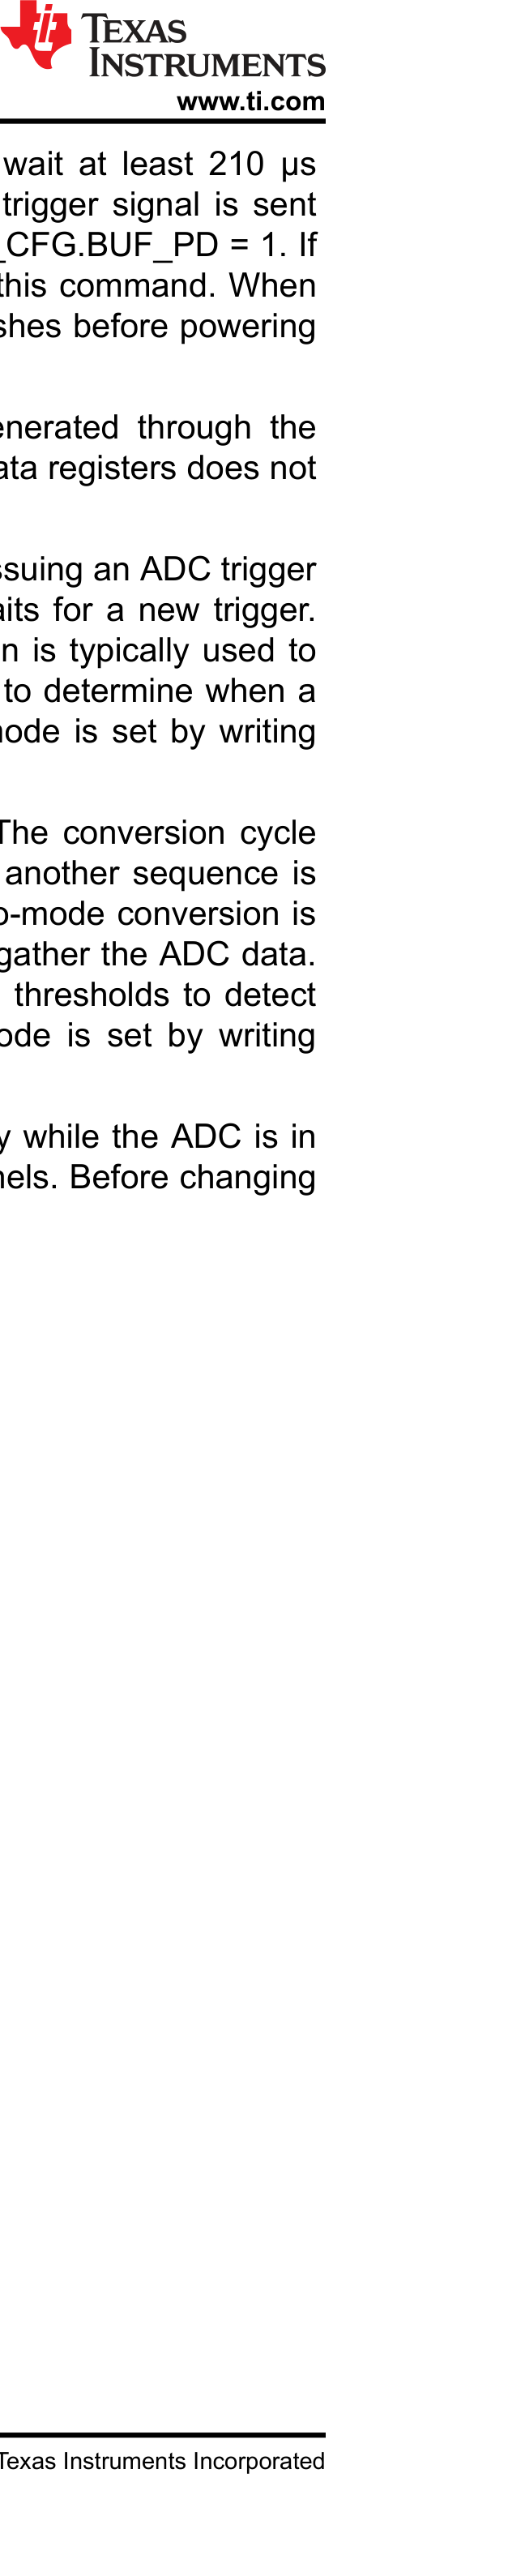 TEXAS
INSTRUMENTS
www.ti.com
wait at least 210 µs
trigger signal is sent
_CFG.BUF_PD = 1. If
this command. When
shes before powering
enerated through the
ata registers does not
ssuing an ADC trigger
aits for a new trigger.
n is typically used to
to determine when a
node is set by writing
The conversion cycle
another sequence is
o-mode conversion is
gather the ADC data.
thresholds to detect
ode is set by writing
y while the ADC is in
nels. Before changing
Texas Instruments Incorporated